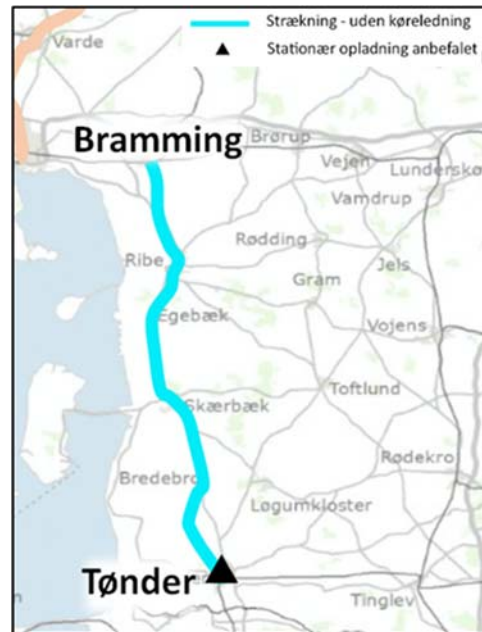 Strækning - uden køreledning
Stationær opladning anbefalet
Varde
Bramming
Brørup
Vejen
Lundersko
Vamdrup
Rødding
Ribe
Jels
Gram
Egebæk
Vojens
Toftlund
Skærbæk
Rødekro
Bredebro
Løgumkloster
Tønder
Tinglev